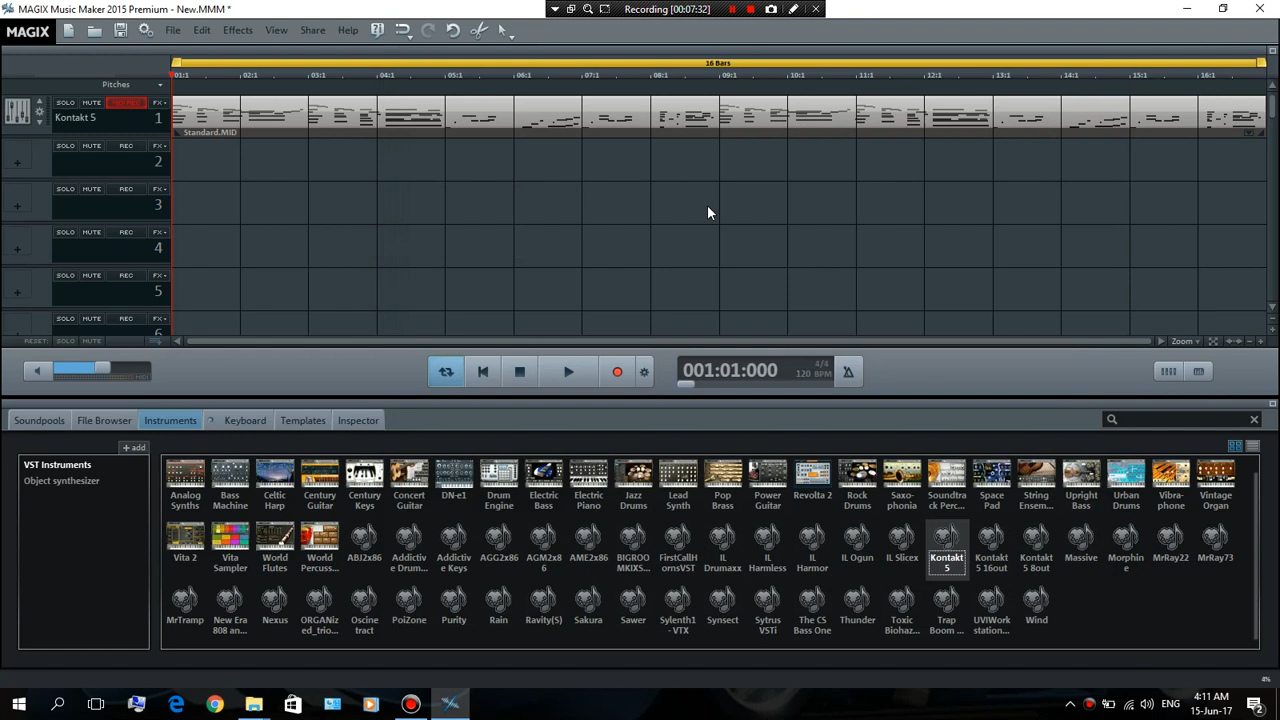 MAGIX Music Maker 2015 Premium - New.MMM *
Recording [00:07:32]
MAGIX
File
Edit
Effects
View
Share
Help
16 Bars
01:1
02:1
03:1
04:1
05:1
06:1
07:1
08:1
09:1
10:1
11:1
12:1
13:1
14:1
15:1
16:1
Pitches
SOLO MUTE FX
Kontakt 5
1
Standard.MID
SOLO MUTE REC FX
2
SOLO MUTE REC FX
3
SOLO MUTE REC FX
4
SOLO MUTE REC FX
5
SOLO MUTE REC FX
6
RESET: SOLO MUTE
Zoom
001:01:000
4/4
120 BPM
Soundpools
File Browser
Instruments
Keyboard
Templates
Inspector
+ add
VST Instruments
Object synthesizer
Analog Synths
Bass Machine
Celtic Harp
Century Guitar
Century Keys
Concert Guitar
DN-e1
Drum Engine
Electric Bass
Electric Piano
Jazz Drums
Lead Synth
Pop Brass
Power Guitar
Revolta 2
Rock Drums
Saxo-phonia
Soundtrack Perc...
Space Pad
String Ensem...
Upright Bass
Urban Drums
Vibra-phone
Vintage Organ
Vita 2
Vita Sampler
World Flutes
World Percuss...
ABJ2x86
Addictive Drum...
Addictive Keys
AGG2x86
AGM2x86
AME2x86
BIGROOMKIXS...
FirstCallHornsVST
IL Drumaxx
IL Harmless
IL Harmor
IL Ogun
IL Slicex
Kontakt 5
Kontakt 5 16out
Kontakt 5 8out
Massive
Morphine
MrRay22
MrRay73
MrTramp
New Era 808 an...
Nexus
ORGANized_trio...
Oscinetract
PoiZone
Purity
Rain
Ravity(S)
Sakura
Sawer
Sylenth1 - VTX
Synsect
Sytrus VSTi
The CS Bass One
Thunder
Toxic Biohaz...
Trap Boom ...
UVIWorkstation...
Wind
4%
ENG
4:11 AM
15-Jun-17
2